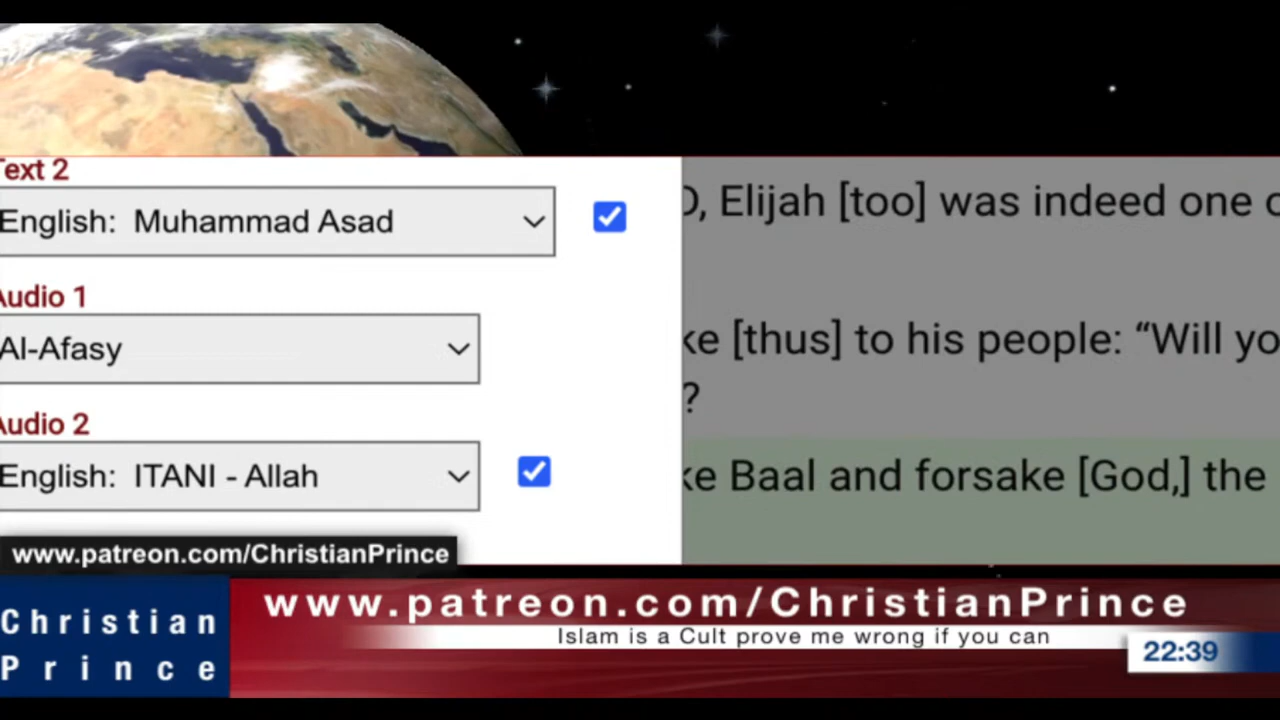 Text 2
English: Muhammad Asad
Audio 1
Al-Afasy
Audio 2
English: ITANI - Allah
, Elijah [too] was indeed one
ke [thus] to his people: “Will yo
?
ke Baal and forsake [God,] the
www.patreon.com/ChristianPrince
Christian
Prince
www.patreon.com/ChristianPrince
Islam is a Cult prove me wrong if you can
22:39